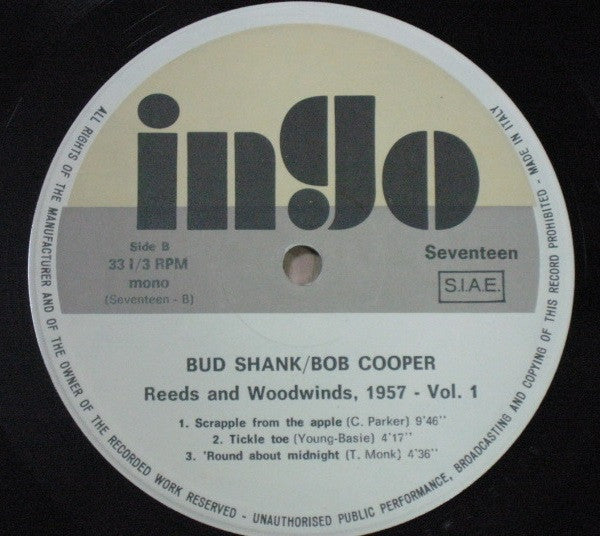 ingo
Side B
33 1/3 RPM
mono
(Seventeen - B)
Seventeen
S.I.A.E.
BUD SHANK/BOB COOPER
Reeds and Woodwinds, 1957 - Vol. 1
1. Scrapple from the apple (C. Parker) 9'46''
2. Tickle toe (Young-Basie) 4'17''
3. 'Round about midnight (T. Monk) 4'36''
ALL RIGHTS OF THE MANUFACTURER AND OF THE OWNER OF THE RECORDED WORK RESERVED - UNAUTHORISED PUBLIC PERFORMANCE, BROADCASTING AND COPYING OF THIS RECORD PROHIBITED - MADE IN ITALY